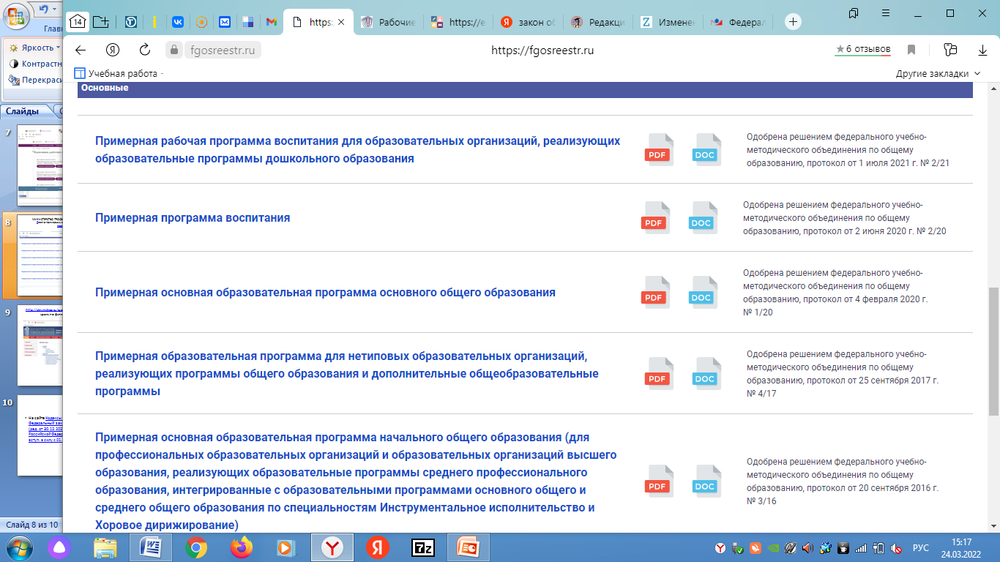 14
https:
Рабочие
https://e
закон об
Редакци
Z Изменен
Федерал
Я
fgosreestr.ru
https://fgosreestr.ru
6 отзывов
Учебная работа
Другие закладки
Главн
Яркость
Контрастн
Перекраси
Слайды
7
8
9
10
На сайте
Слайд 8 из 10
Основные
Примерная рабочая программа воспитания для образовательных организаций, реализующих
образовательные программы дошкольного образования
PDF DOC
Одобрена решением федерального учебно-
методического объединения по общему
образованию, протокол от 1 июля 2021 г. № 2/21
Примерная программа воспитания
PDF DOC
Одобрена решением федерального учебно-
методического объединения по общему
образованию, протокол от 2 июня 2020 г. № 2/20
Примерная основная образовательная программа основного общего образования
PDF DOC
Одобрена решением федерального учебно-
методического объединения по общему
образованию, протокол от 4 февраля 2020 г.
№ 1/20
Примерная образовательная программа для нетиповых образовательных организаций,
реализующих программы общего образования и дополнительные общеобразовательные
программы
PDF DOC
Одобрена решением федерального учебно-
методического объединения по общему
образованию, протокол от 25 сентября 2017 г.
№ 4/17
Примерная основная образовательная программа начального общего образования (для
профессиональных образовательных организаций и образовательных организаций высшего
образования, реализующих образовательные программы среднего профессионального
образования, интегрированные с образовательными программами основного общего и
среднего общего образования по специальностям Инструментальное исполнительство и
Хоровое дирижирование)
PDF DOC
Одобрена решением федерального учебно-
методического объединения по общему
образованию, протокол от 20 сентября 2016 г.
№ 3/16
7z
РУС
15:17
24.03.2022